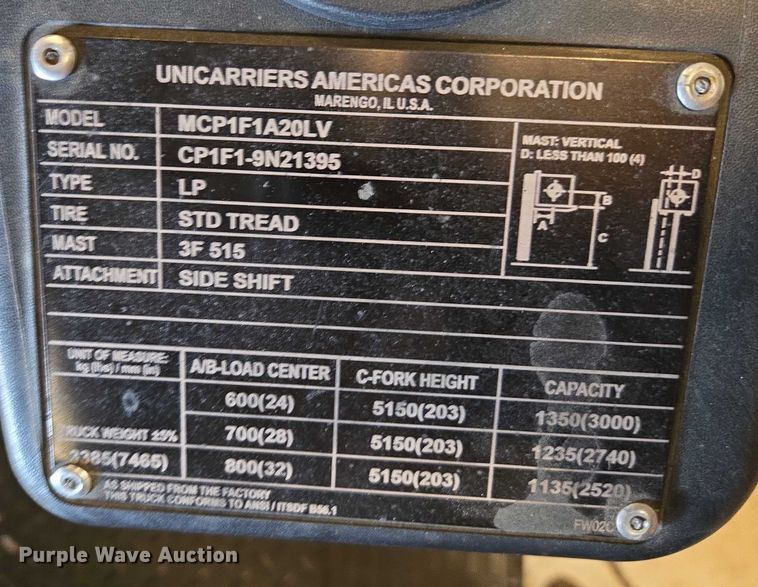 UNICARRIERS AMERICAS CORPORATION
MARENGO, IL U.S.A.
MODEL MCP1F1A20LV
SERIAL NO. CP1F1-9N21395
TYPE LP
TIRE STD TREAD
MAST 3F 515
ATTACHMENT SIDE SHIFT
MAST: VERTICAL
D: LESS THAN 100 (4)
D
B
A
C
UNIT OF MEASURE:
kg (lbs) / mm (in)
A/B-LOAD CENTER C-FORK HEIGHT CAPACITY
600(24) 5150(203) 1350(3000)
700(28) 5150(203) 1235(2740)
800(32) 5150(203) 1135(2520)
TRUCK WEIGHT ±5%
3385(7465)
AS SHIPPED FROM THE FACTORY
THIS TRUCK CONFORMS TO ANSI / ITSDF B56.1
FW02C
Purple Wave Auction